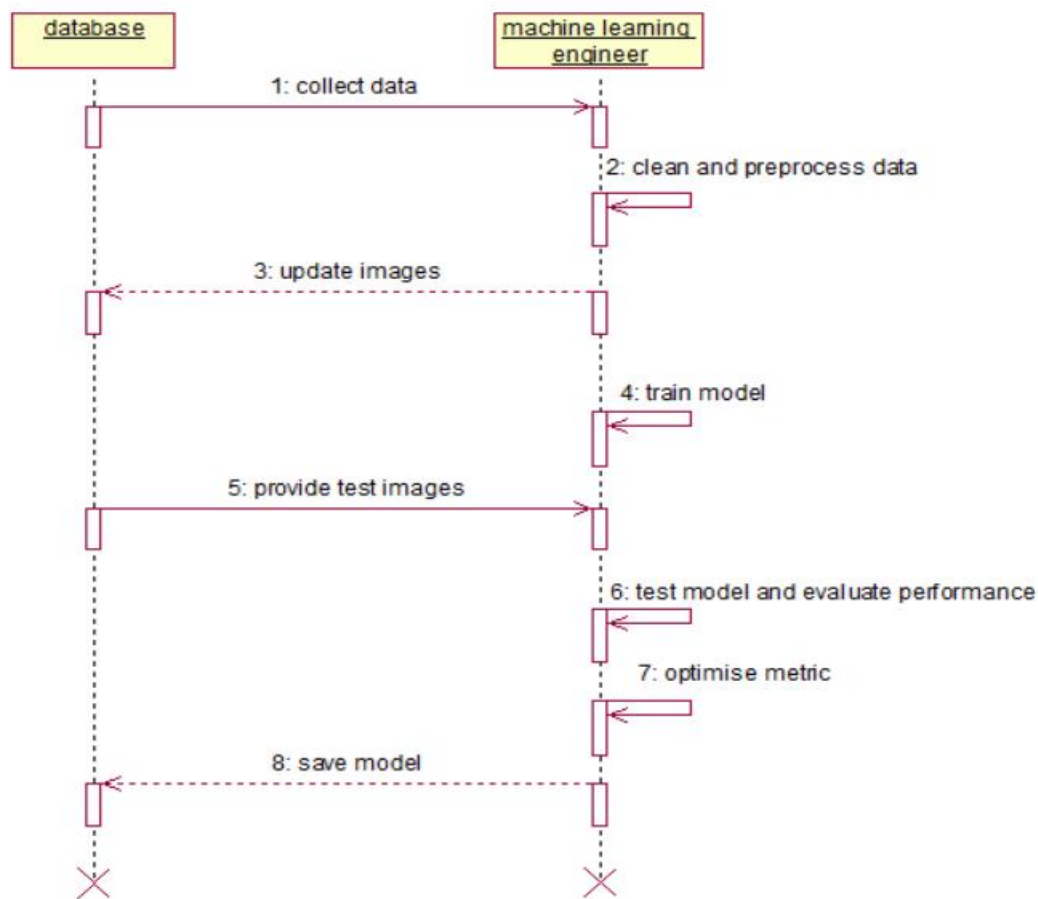 database
machine learning
engineer
1: collect data
2: clean and preprocess data
3: update images
4: train model
5: provide test images
6: test model and evaluate performance
7: optimise metric
8: save model